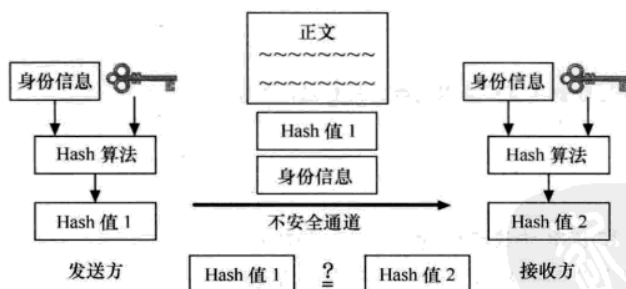 正文
~~~~~~~~
~~~~~~~~
身份信息
身份信息
Hash 值 1
Hash 算法
身份信息
Hash 算法
Hash 值 1
不安全通道
Hash 值 2
发送方
Hash 值 1
?
=
Hash 值 2
接收方